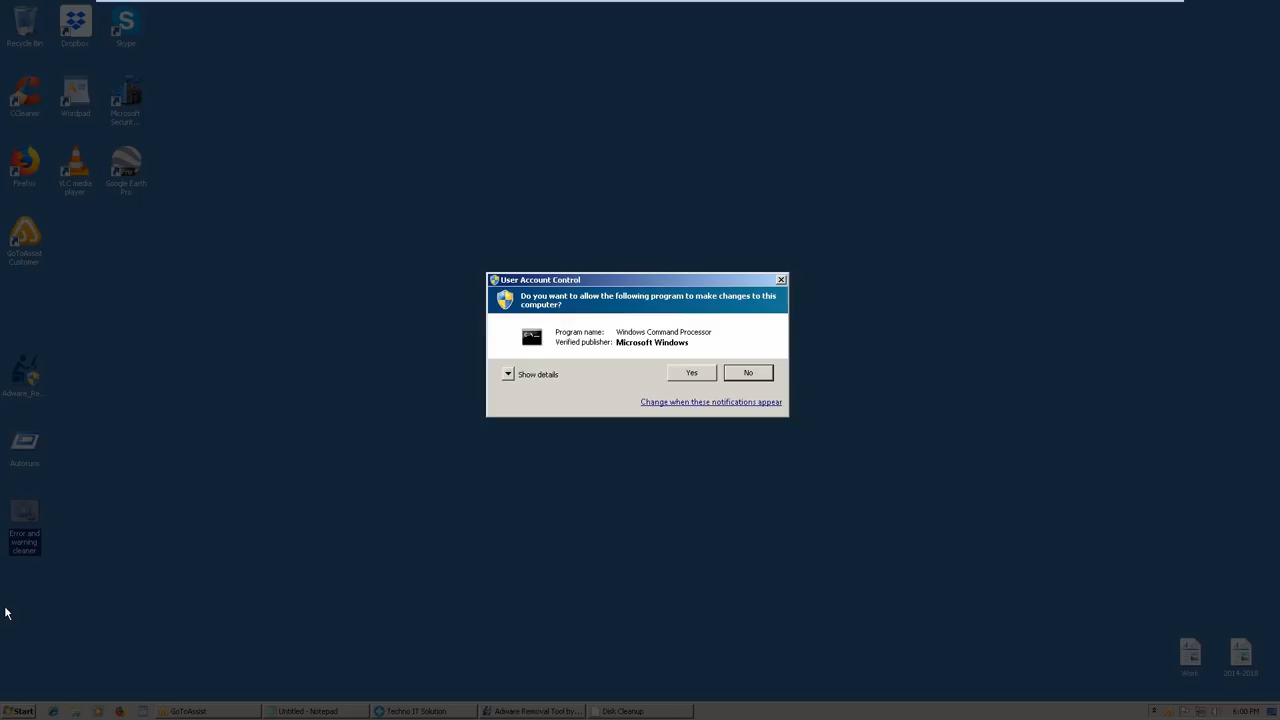 Recycle Bin
Dropbox
Skype
CCleaner
Wordpad
Microsoft
Securit...
Firefox
VLC media
player
Google Earth
Pro
GoToAssist
Customer
Adware_Re...
Autoruns
Error and
warning
cleaner
User Account Control
Do you want to allow the following program to make changes to this
computer?
Program name: Windows Command Processor
Verified publisher: Microsoft Windows
Show details
Yes
No
Change when these notifications appear
Work
2014-2018
Start
GoToAssist
Untitled - Notepad
Techno IT Solution
Adware Removal Tool by...
Disk Cleanup
6:00 PM